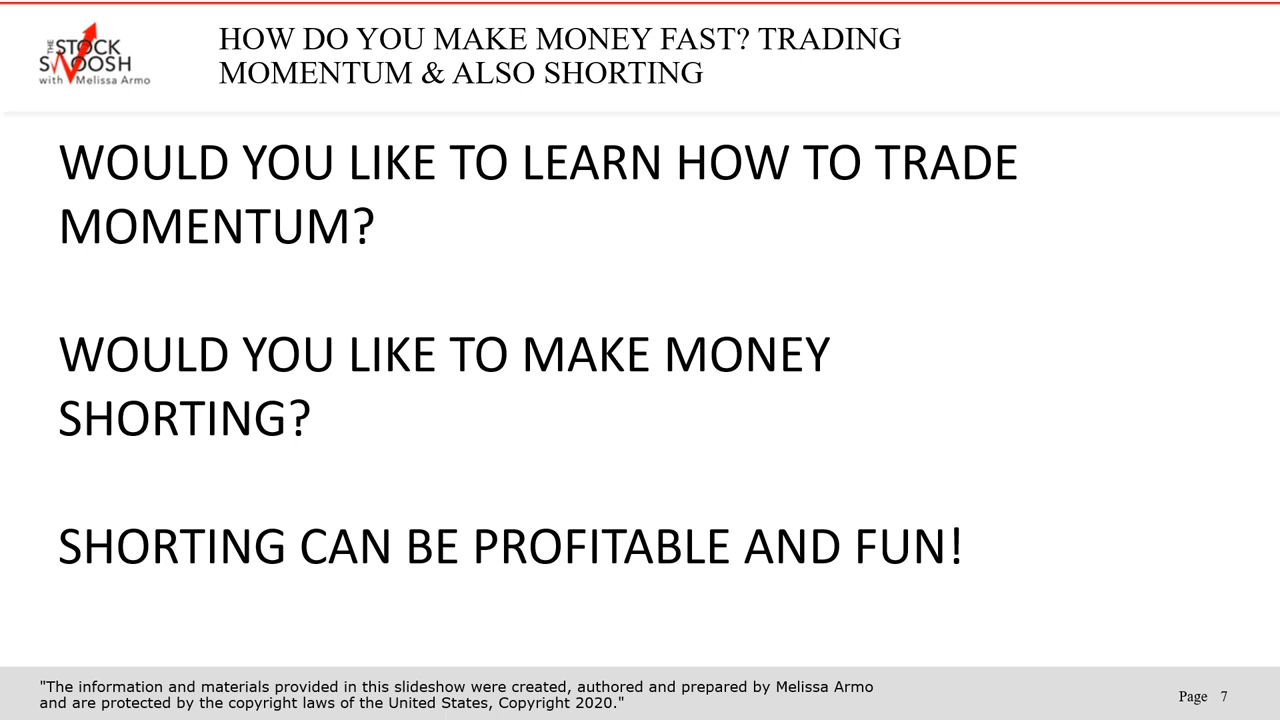 THE
STOCK
SWOOSH
with Melissa Armo
HOW DO YOU MAKE MONEY FAST? TRADING
MOMENTUM & ALSO SHORTING
WOULD YOU LIKE TO LEARN HOW TO TRADE
MOMENTUM?
WOULD YOU LIKE TO MAKE MONEY
SHORTING?
SHORTING CAN BE PROFITABLE AND FUN!
"The information and materials provided in this slideshow were created, authored and prepared by Melissa Armo
and are protected by the copyright laws of the United States, Copyright 2020."
Page 7